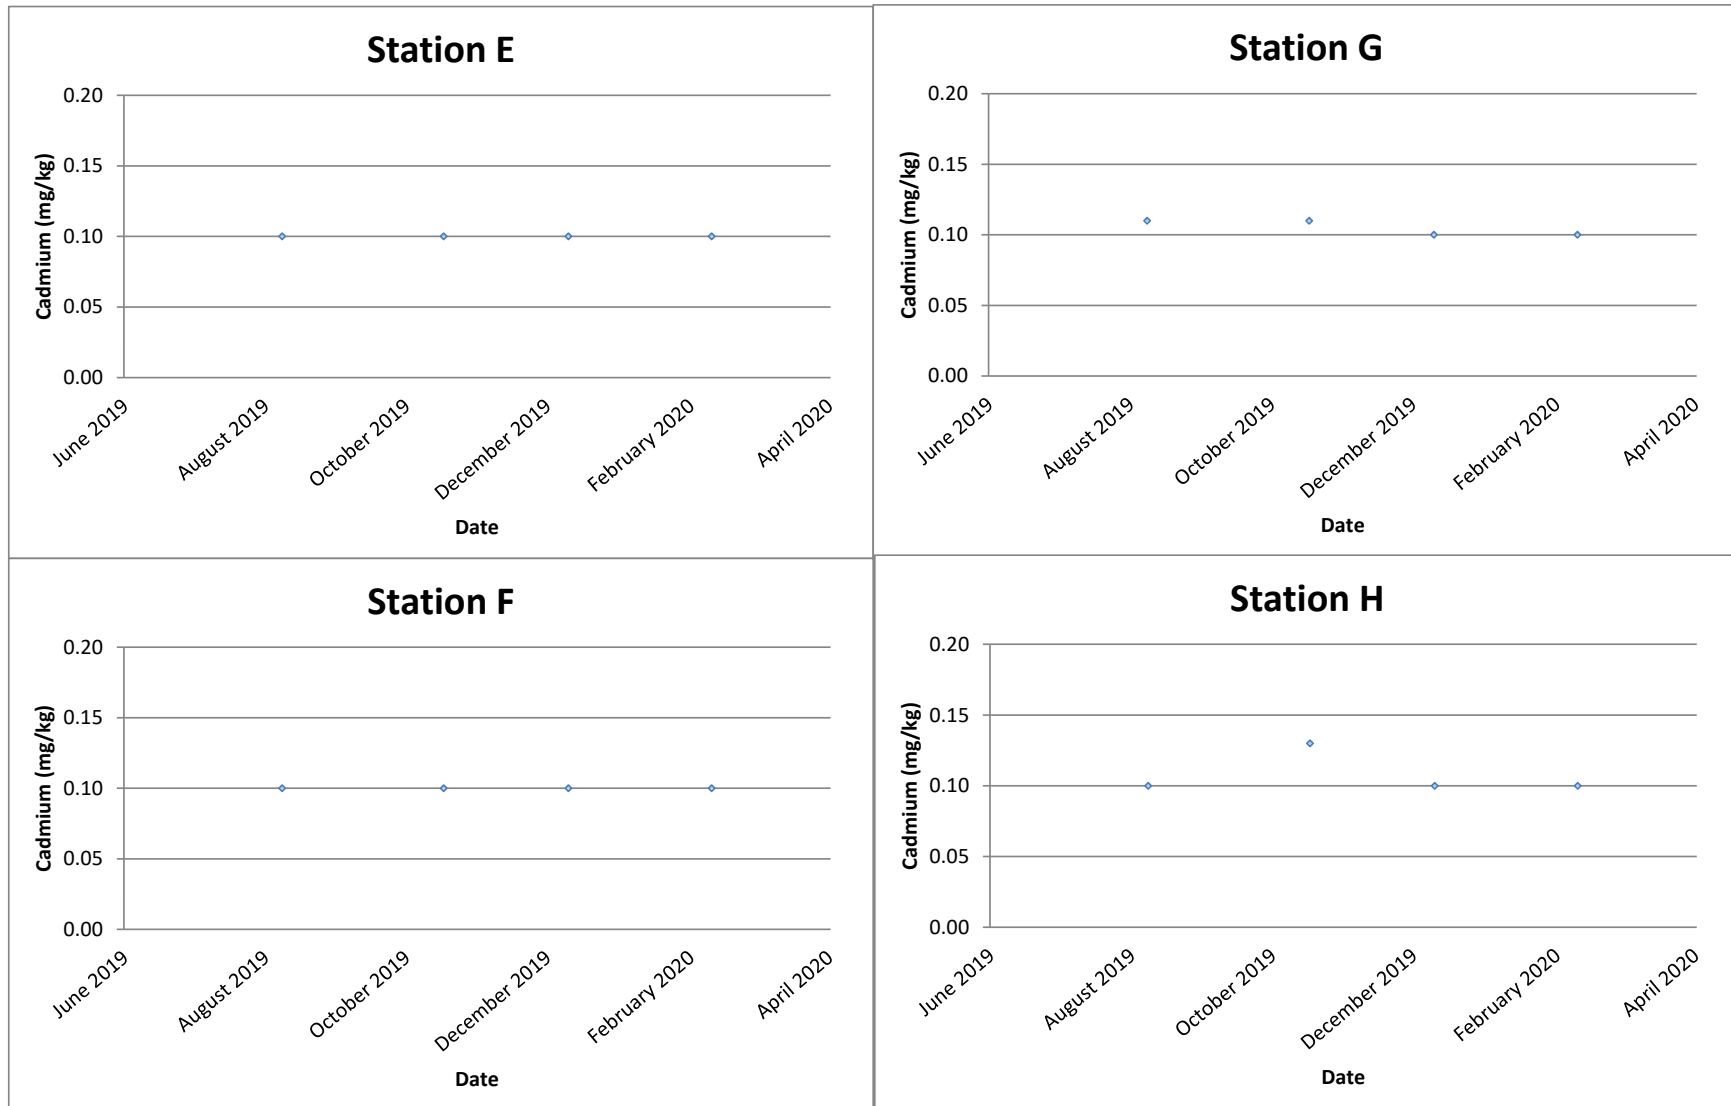 Station E
0.20
0.15
0.10
0.05
0.00
Cadmium (mg/kg)
June 2019
August 2019
October 2019
December 2019
February 2020
April 2020
Date
Station G
0.20
0.15
0.10
0.05
0.00
Cadmium (mg/kg)
June 2019
August 2019
October 2019
December 2019
February 2020
April 2020
Date
Station F
0.20
0.15
0.10
0.05
0.00
Cadmium (mg/kg)
June 2019
August 2019
October 2019
December 2019
February 2020
April 2020
Date
Station H
0.20
0.15
0.10
0.05
0.00
Cadmium (mg/kg)
June 2019
August 2019
October 2019
December 2019
February 2020
April 2020
Date